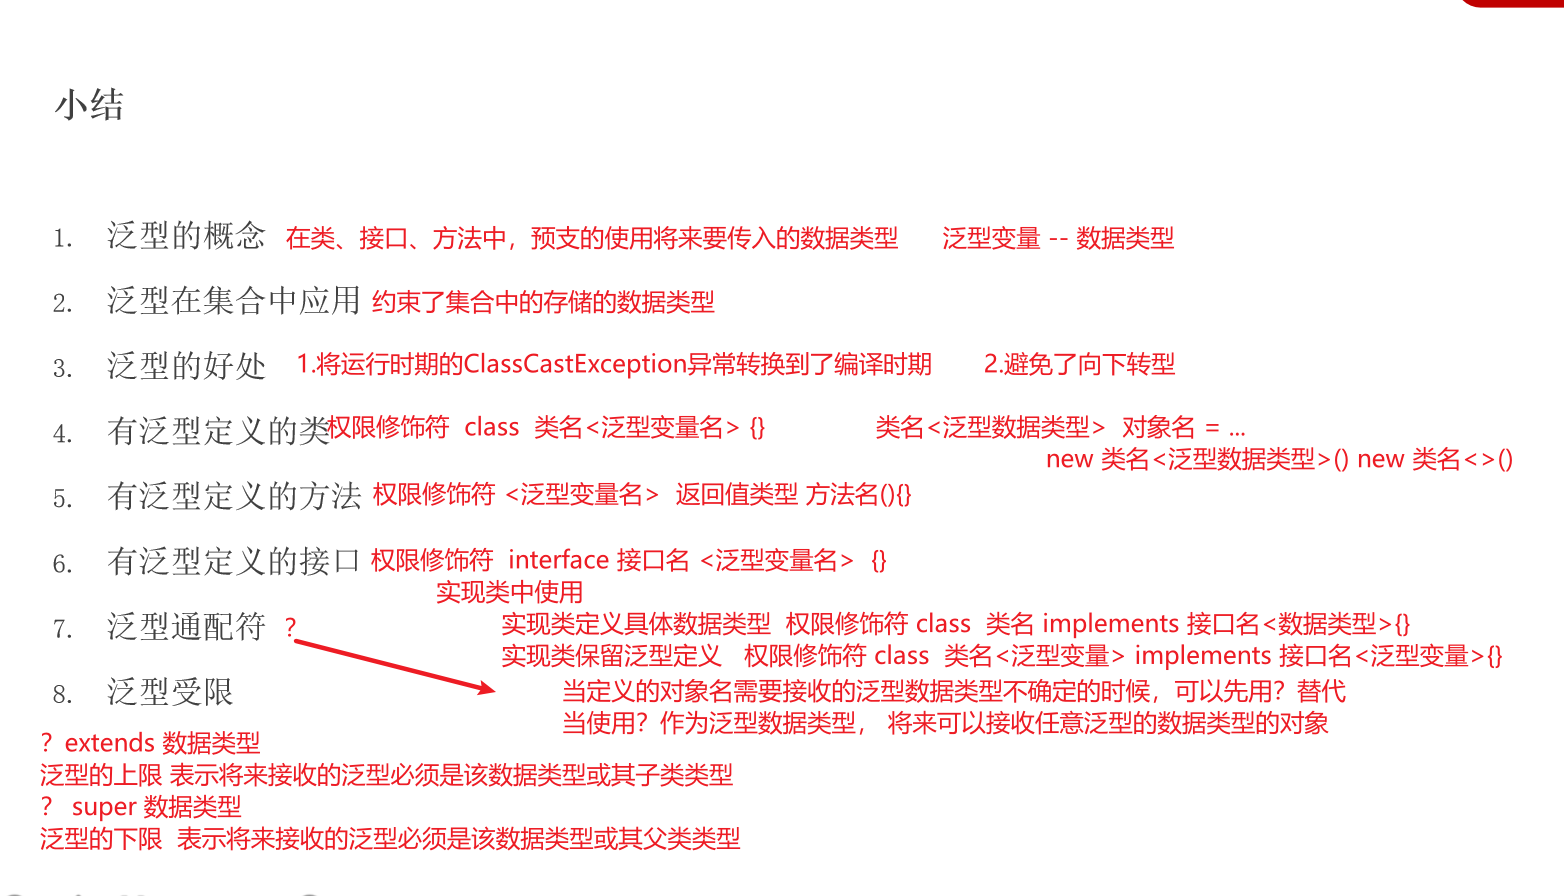 小结
1. 泛型的概念 在类、接口、方法中，预支的使用将来要传入的数据类型 泛型变量 -- 数据类型
2. 泛型在集合中应用 约束了集合中的存储的数据类型
3. 泛型的好处 1.将运行时期的ClassCastException异常转换到了编译时期 2.避免了向下转型
4. 有泛型定义的类 权限修饰符 class 类名<泛型变量名> {} 类名<泛型数据类型> 对象名 = ...
new 类名<泛型数据类型>() new 类名<>()
5. 有泛型定义的方法 权限修饰符 <泛型变量名> 返回值类型 方法名(){}
6. 有泛型定义的接口 权限修饰符 interface 接口名 <泛型变量名> {}
实现类中使用
实现类定义具体数据类型 权限修饰符 class 类名 implements 接口名<数据类型>{}
实现类保留泛型定义 权限修饰符 class 类名<泛型变量> implements 接口名<泛型变量>{}
7. 泛型通配符 ?
当定义的对象名需要接收的泛型数据类型不确定的时候，可以先用？替代
当使用？作为泛型数据类型， 将来可以接收任意泛型的数据类型的对象
8. 泛型受限
？extends 数据类型
泛型的上限 表示将来接收的泛型必须是该数据类型或其子类类型
？ super 数据类型
泛型的下限 表示将来接收的泛型必须是该数据类型或其父类类型